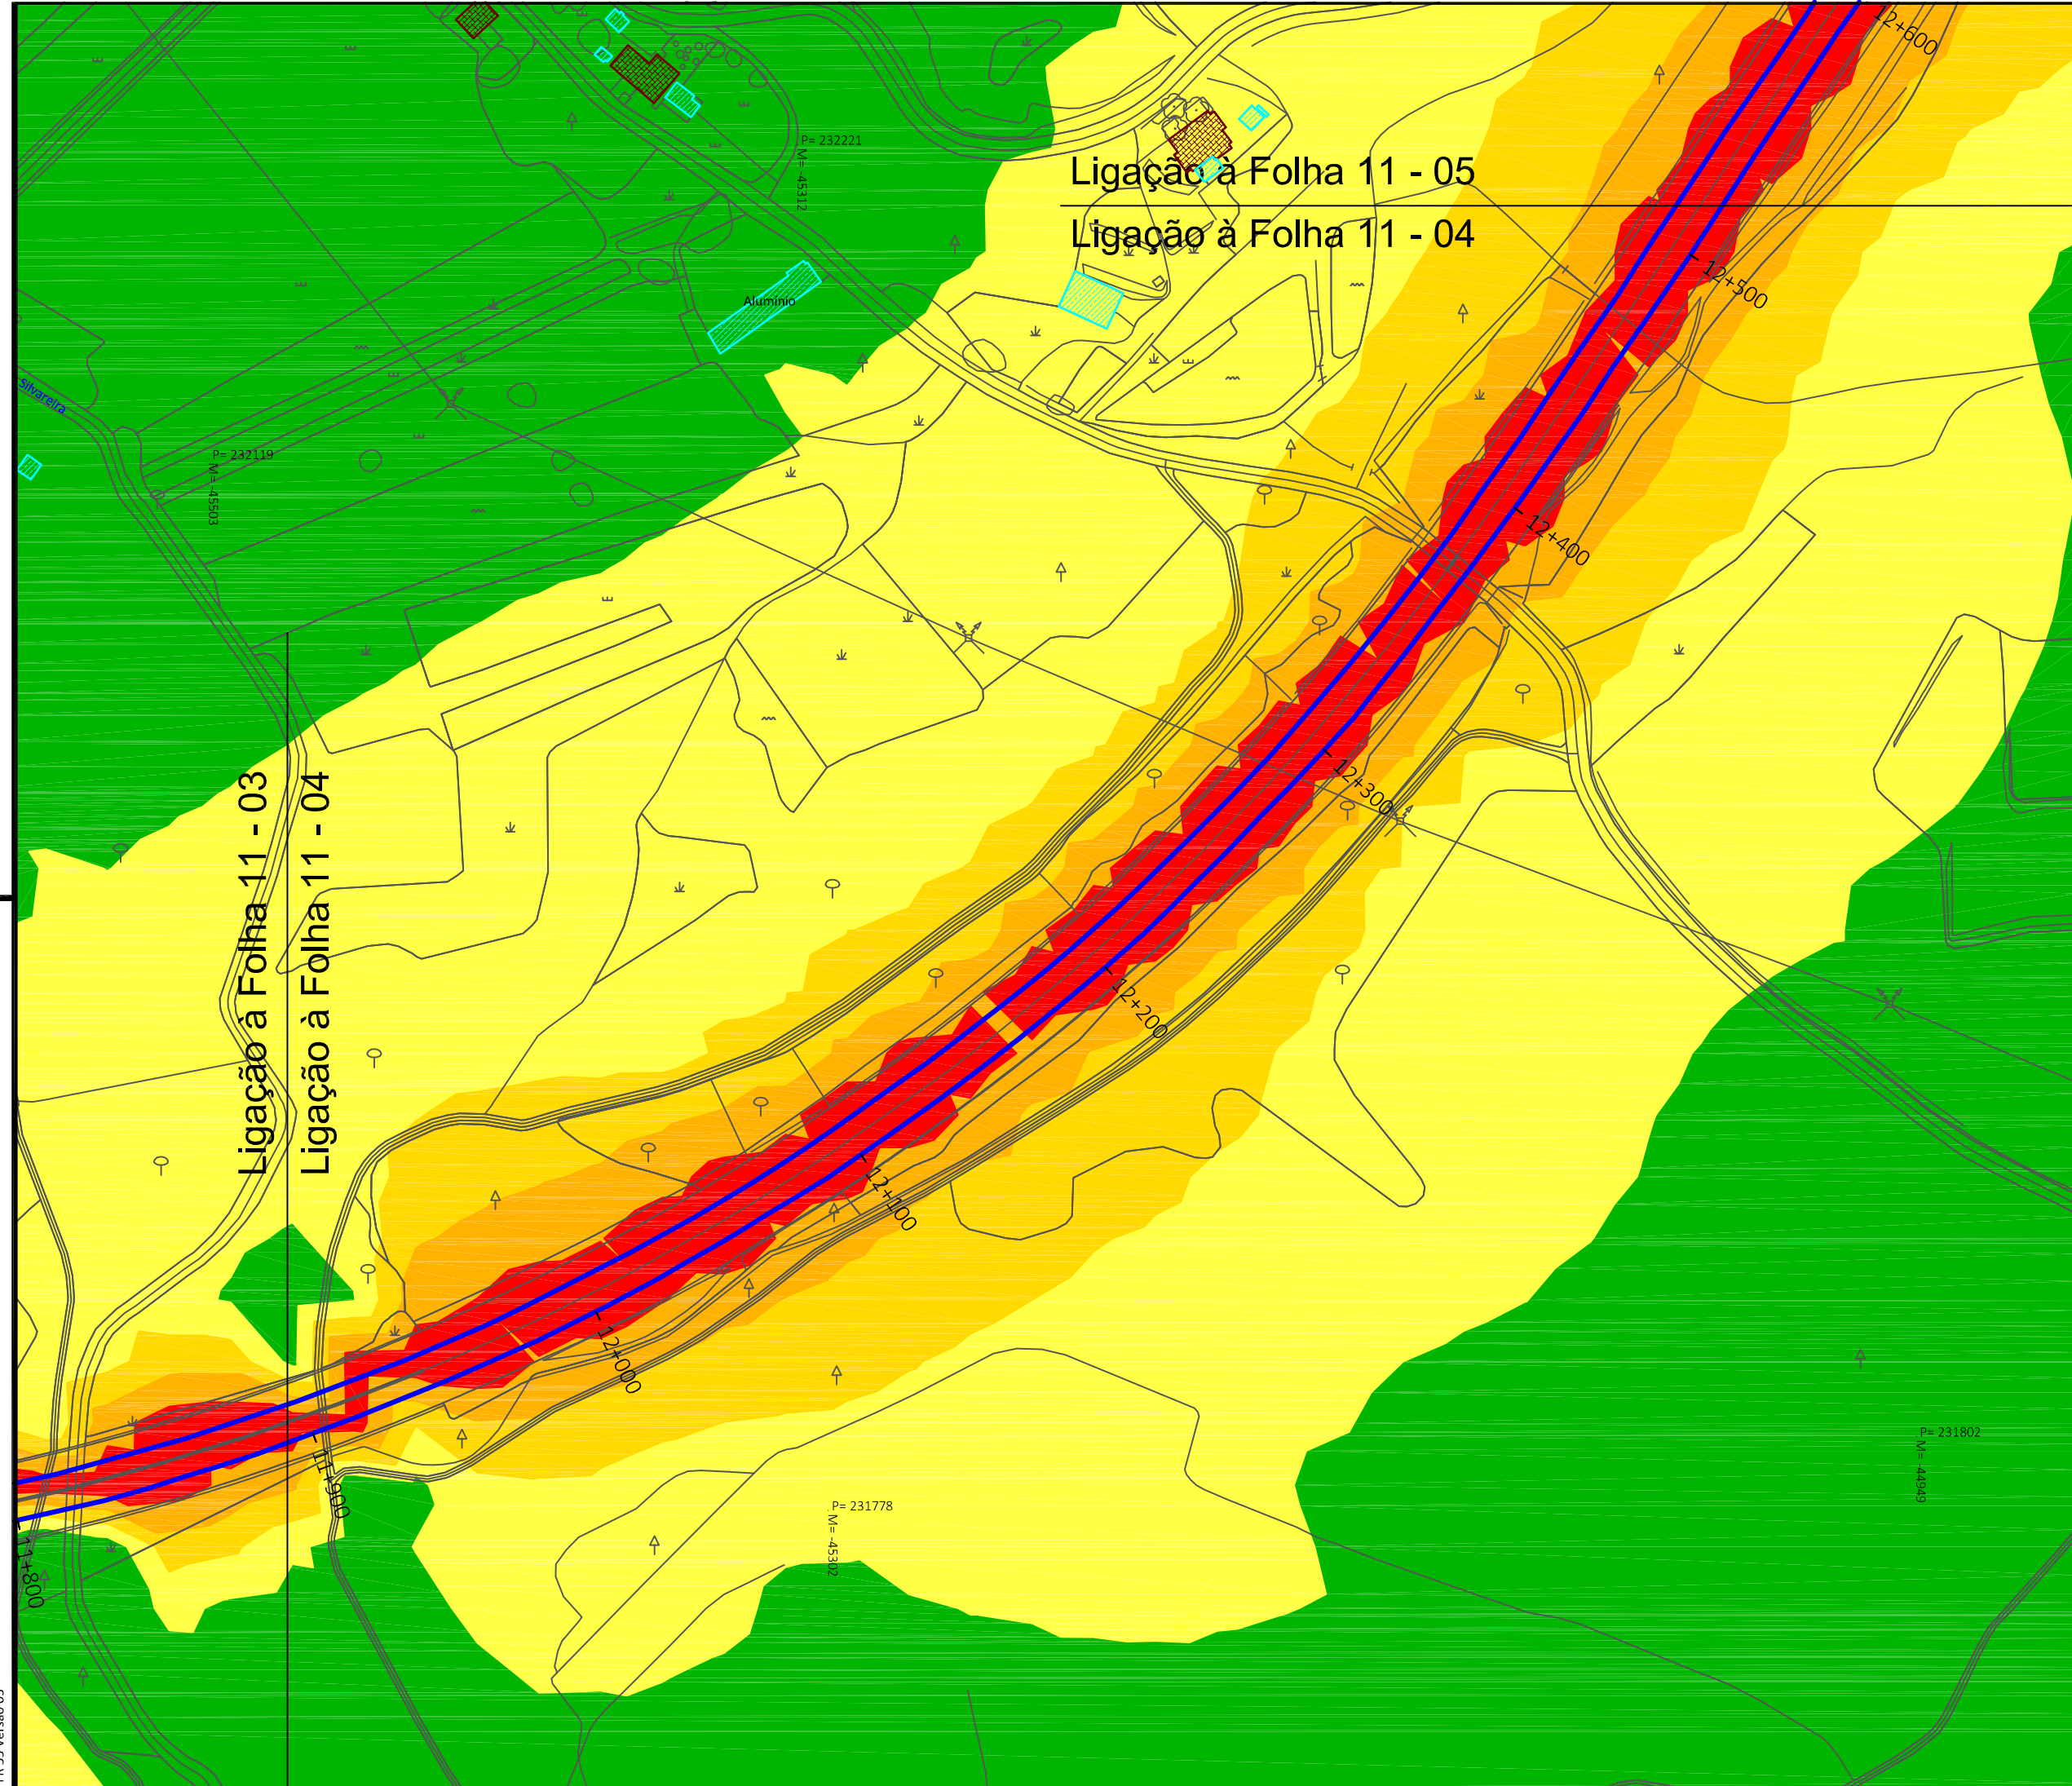 12+600
P= 232221
M= -45312
Ligação à Folha 11 - 05
Ligação à Folha 11 - 04
12+500
Alumínio
Silvareira
P= 232119
M= -45503
12+400
12+300
Ligação à Folha 11 - 03
Ligação à Folha 11 - 04
12+200
12+100
12+000
11+900
11+800
P= 231802
M= -44949
P= 231778
M= -45302